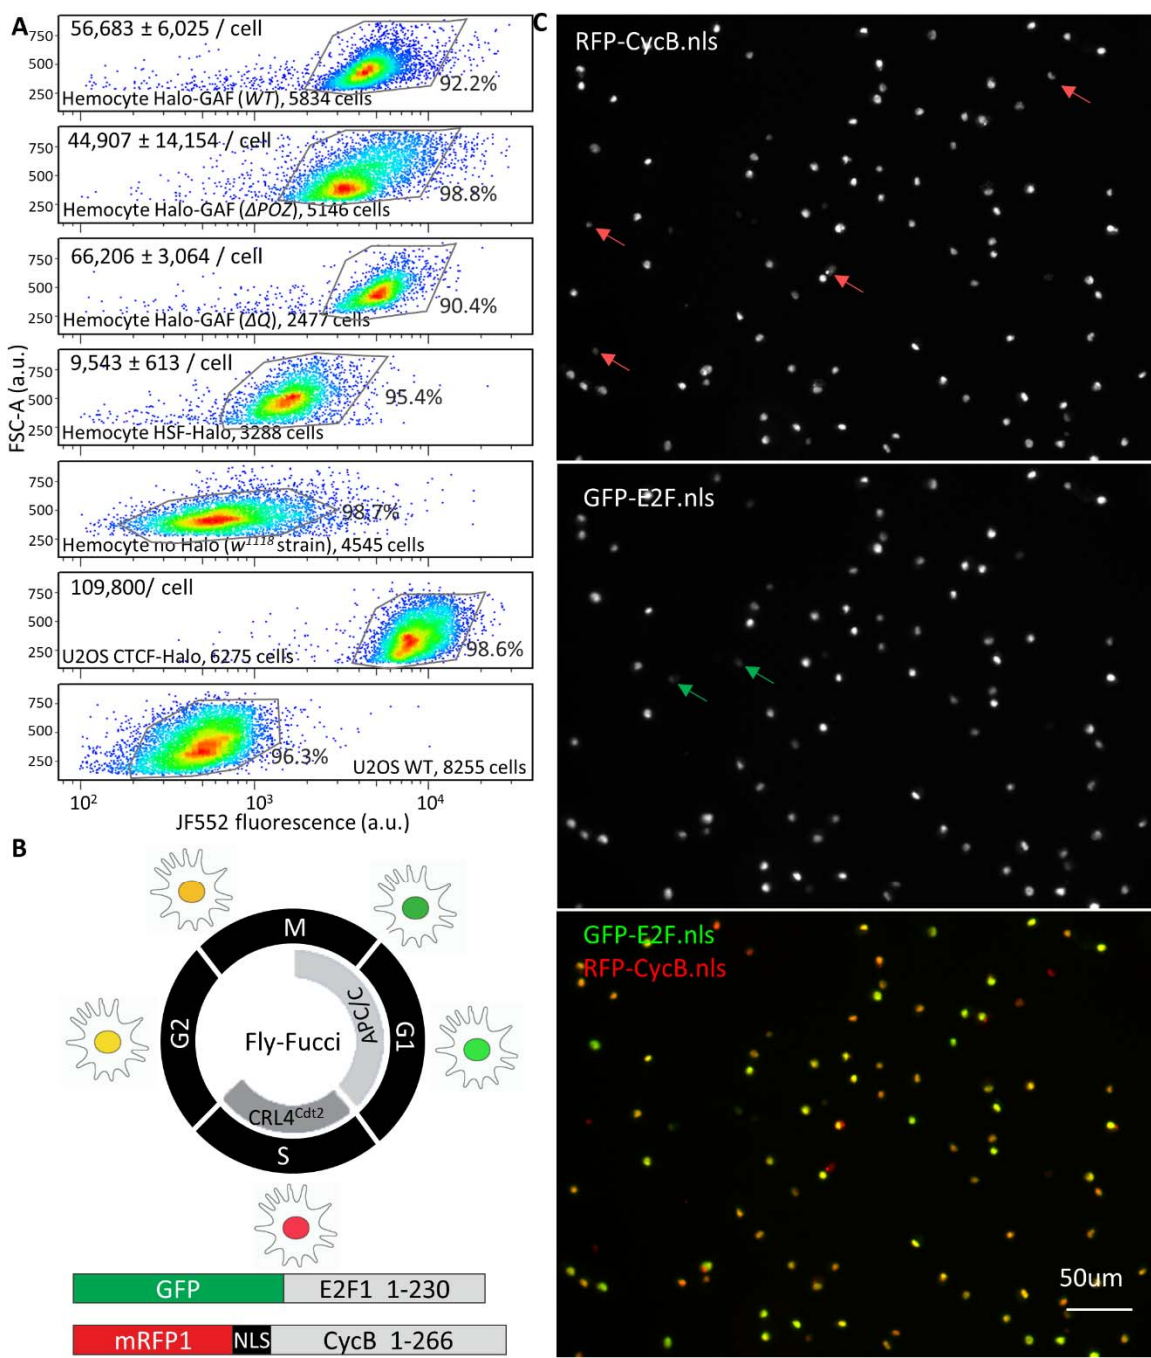 A
56,683 ± 6,025 / cell
750
500
250
92.2%
Hemocyte Halo-GAF (WT), 5834 cells
44,907 ± 14,154 / cell
750
500
250
98.8%
Hemocyte Halo-GAF (ΔPOZ), 5146 cells
66,206 ± 3,064 / cell
750
500
250
90.4%
Hemocyte Halo-GAF (ΔQ), 2477 cells
9,543 ± 613 / cell
750
500
250
95.4%
Hemocyte HSF-Halo, 3288 cells
750
500
250
98.7%
Hemocyte no Halo (w1118 strain), 4545 cells
109,800/ cell
750
500
250
98.6%
U2OS CTCF-Halo, 6275 cells
750
500
250
96.3%
U2OS WT, 8255 cells
FSC-A (a.u.)
10² 10³ 10⁴
JF552 fluorescence (a.u.)
B
M
G1
S
G2
APC/C
CRL4Cdt2
Fly-Fucci
GFP E2F1 1-230
mRFP1 NLS CycB 1-266
C
RFP-CycB.nls
GFP-E2F.nls
GFP-E2F.nls
RFP-CycB.nls
50um